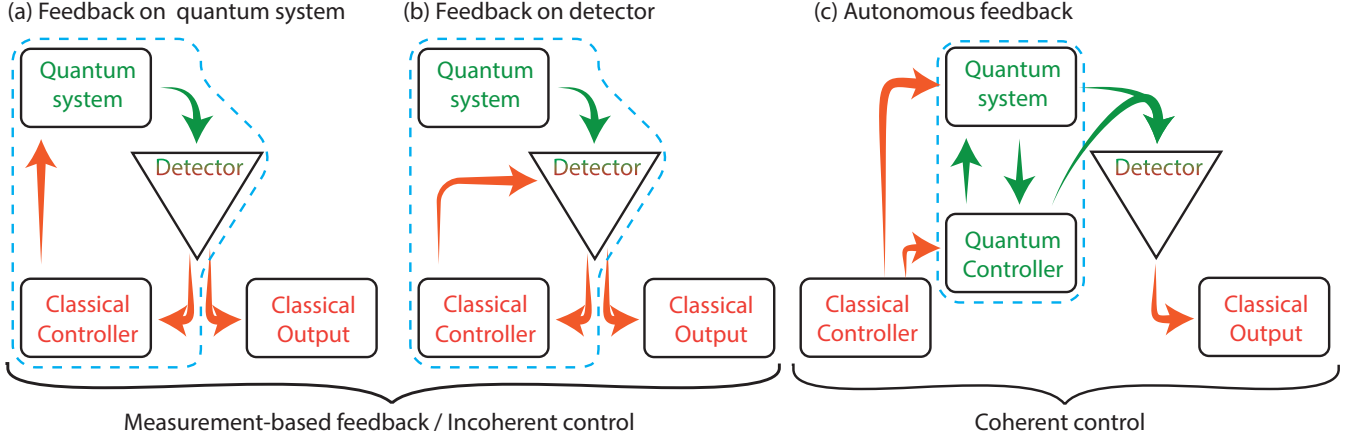 (a) Feedback on quantum system
Quantum
system
Detector
Classical
Controller
Classical
Output
(b) Feedback on detector
Quantum
system
Detector
Classical
Controller
Classical
Output
Measurement-based feedback / Incoherent control
(c) Autonomous feedback
Quantum
system
Detector
Quantum
Controller
Classical
Controller
Classical
Output
Coherent control